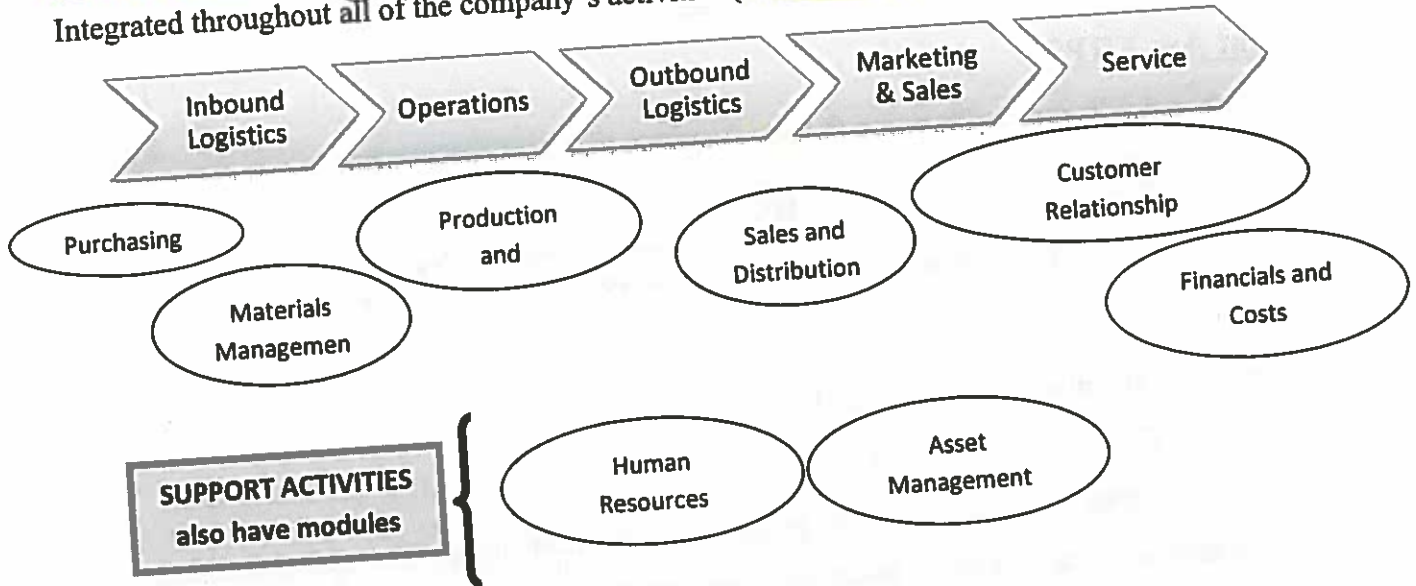 Integrated throughout all of the company's
Inbound
Logistics
Operations
Outbound
Logistics
Marketing
& Sales
Service
Purchasing
Materials
Managemen
Production
and
Sales and
Distribution
Customer
Relationship
Financials and
Costs
SUPPORT ACTIVITIES
also have modules
Human
Resources
Asset
Management